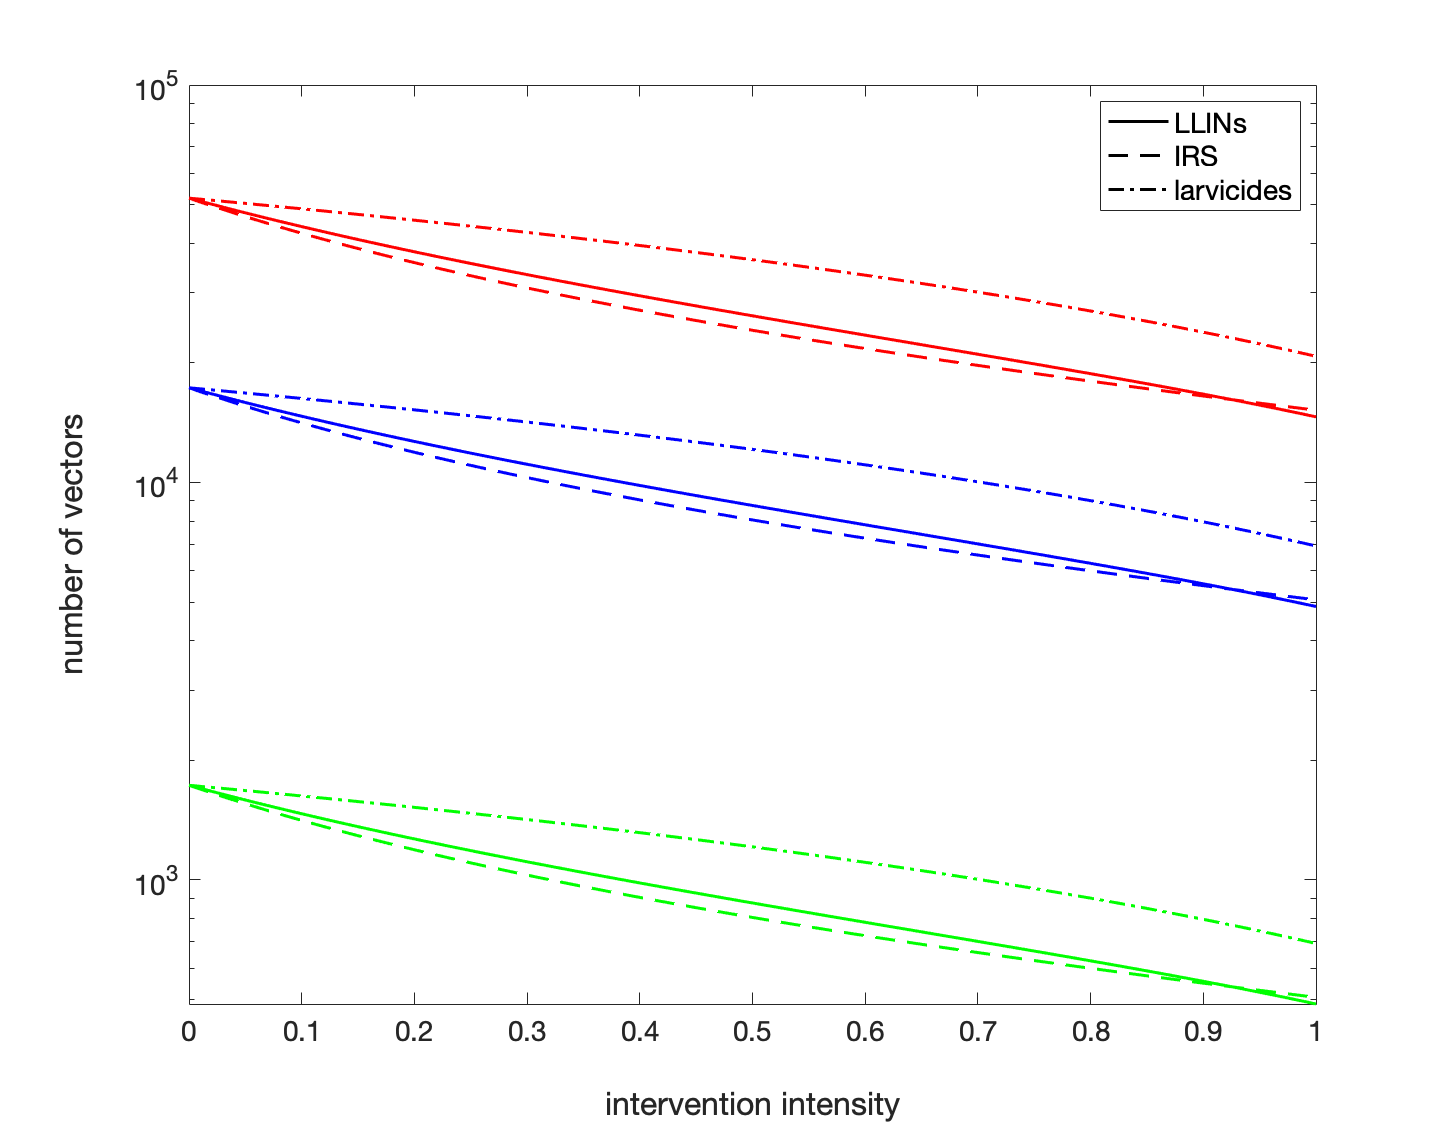 10^5
LLINs
IRS
larvicides
number of vectors
10^4
10^3
0 0.1 0.2 0.3 0.4 0.5 0.6 0.7 0.8 0.9 1
intervention intensity